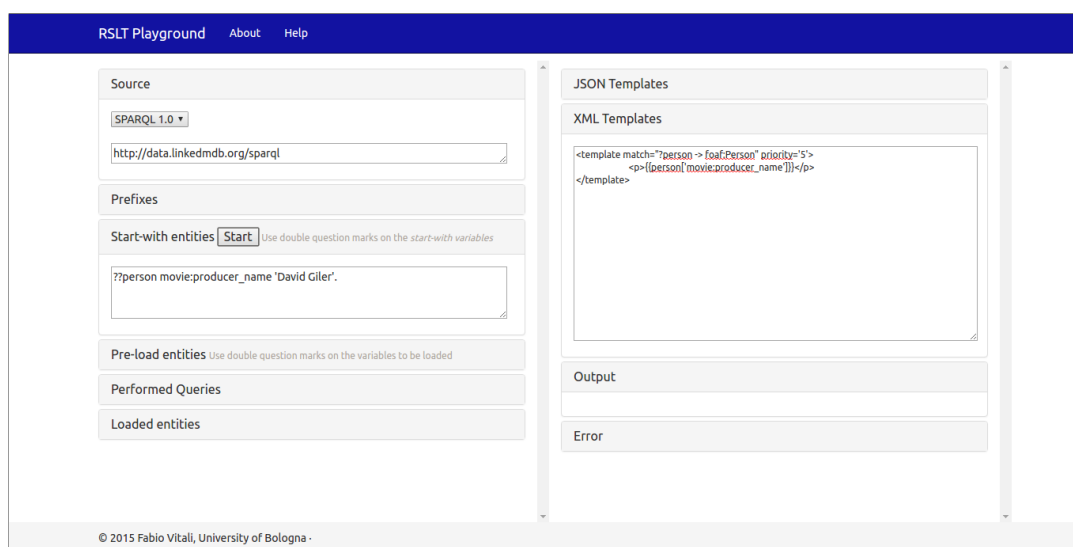 RSLT Playground About Help
Source
SPARQL 1.0
http://data.linkedmdb.org/sparql
Prefixes
Start-with entities Start Use double question marks on the start-with variables
??person movie:producer_name 'David Giler'.
Pre-load entities Use double question marks on the variables to be loaded
Performed Queries
Loaded entities
JSON Templates
XML Templates
<template match="?person -> foaf:Person" priority='5'>
<p>{{person['movie:producer_name']}}</p>
</template>
Output
Error
© 2015 Fabio Vitali, University of Bologna ·